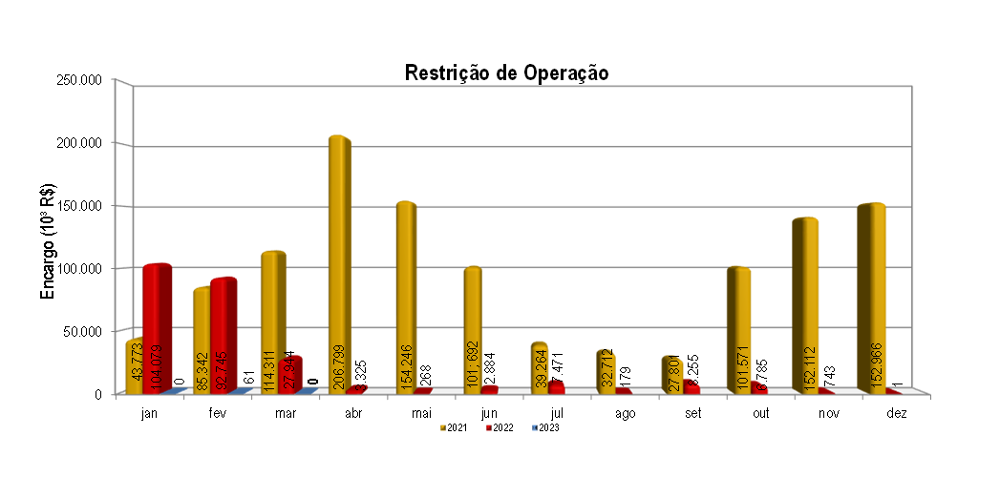 Restrição de Operação
Encargo (10³ R$)
250.000
200.000
150.000
100.000
50.000
0
43.773
104.079
0
85.342
92.745
61
114.311
27.944
0
206.799
3.325
154.246
268
101;692
2.884
39.264
7.471
32.712
179
27.801
8.255
101.571
6.785
152.112
743
152.966
1
jan
fev
mar
abr
mai
jun
jul
ago
set
out
nov
dez
2021
2022
2023